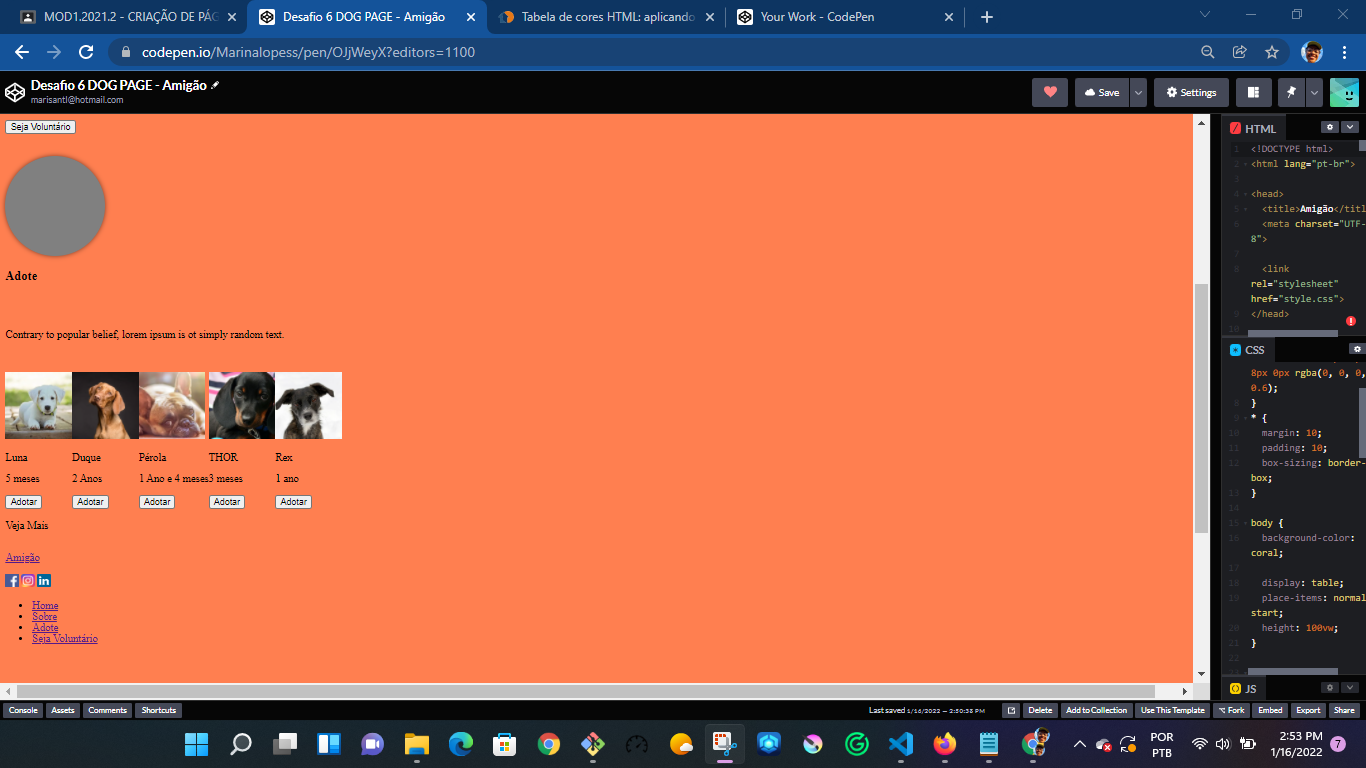 MOD1.2021.2 - CRIAÇÃO DE PÁG
Desafio 6 DOG PAGE - Amigão
Tabela de cores HTML: aplicando
Your Work - CodePen
codepen.io/Marinalopess/pen/OJjWeyX?editors=1100
Desafio 6 DOG PAGE - Amigão
marisantl@hotmail.com
Save
Settings
Seja Voluntário
Adote
Contrary to popular belief, lorem ipsum is ot simply random text.
Luna Duque Pérola THOR Rex
5 meses 2 Anos 1 Ano e 4 meses 3 meses 1 ano
Adotar Adotar Adotar Adotar Adotar
Veja Mais
Amigão
Home
Sobre
Adote
Seja Voluntário
HTML
1 <!DOCTYPE html>
2 <html lang="pt-br">
3
4 <head>
5 <title>Amigão</titl
6 <meta charset="UTF-
8">
7
8 <link
rel="stylesheet"
href="style.css">
9 </head>
10
CSS
8px 0px rgba(0, 0, 0,
0.6);
8 }
9 * {
10 margin: 10;
11 padding: 10;
12 box-sizing: border-
box;
13 }
14
15 body {
16 background-color:
coral;
17
18 display: table;
19 place-items: normal
start;
20 height: 100vw;
21 }
22
JS
Console Assets Comments Shortcuts
Last saved 1/16/2022 — 2:50:38 PM
Delete Add to Collection Use This Template Fork Embed Export Share
POR
PTB
2:53 PM
1/16/2022
7